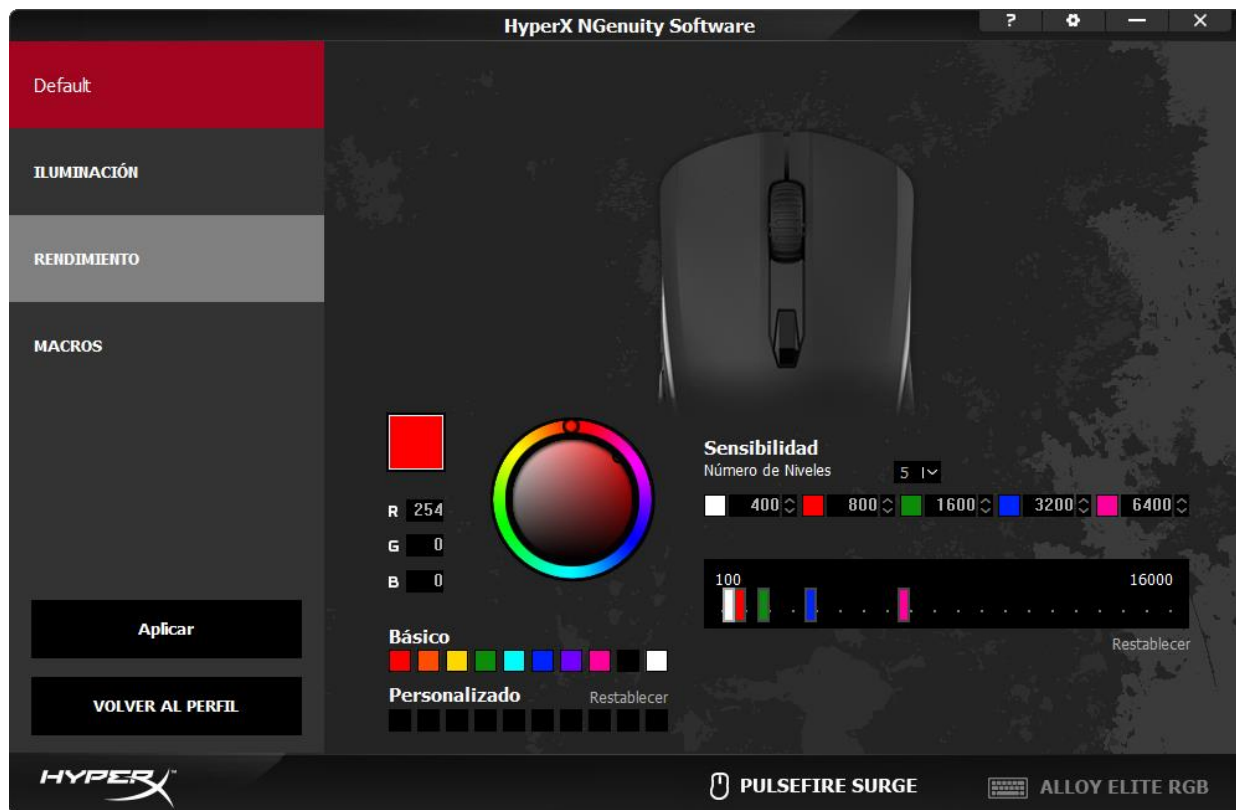 HyperX NGenuity Software
?
Default
ILUMINACIÓN
RENDIMIENTO
MACROS
Aplicar
VOLVER AL PERFIL
R 254
G 0
B 0
Básico
Personalizado Restablecer
Sensibilidad
Número de Niveles 5
400 800 1600 3200 6400
100 16000
Restablecer
HYPERX™
PULSEFIRE SURGE ALLOY ELITE RGB